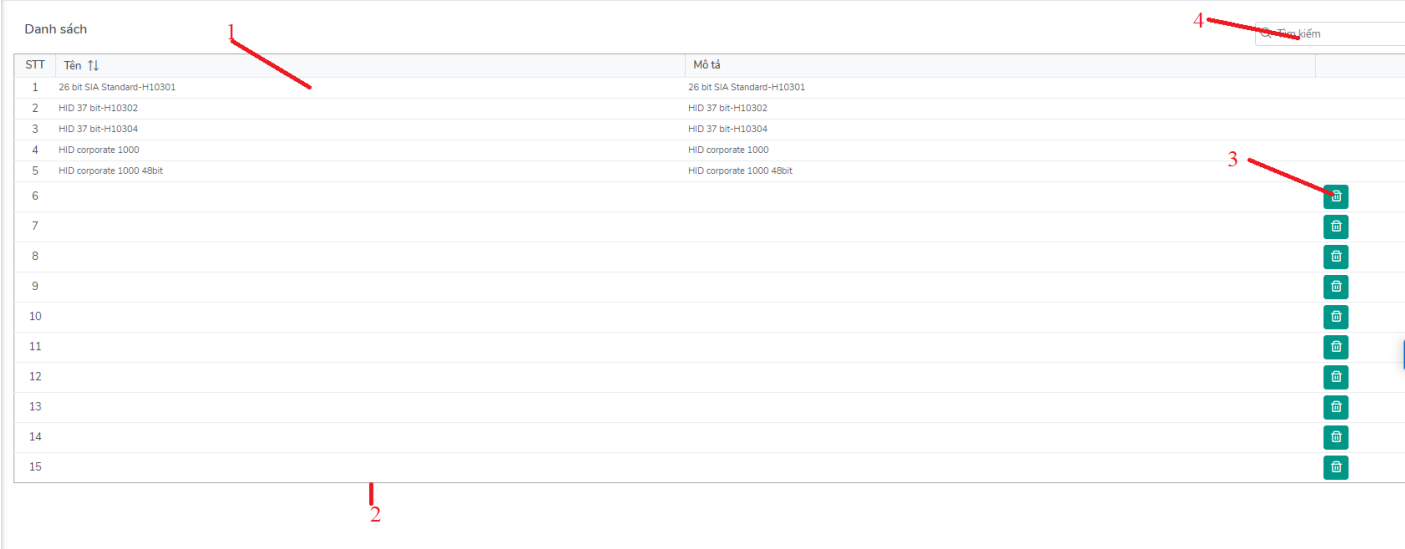 Danh sách
1
4
Tìm kiếm
STT Tên Mô tả
1 26 bit SIA Standard-H10301 26 bit SIA Standard-H10301
2 HID 37 bit-H10302 HID 37 bit-H10302
3 HID 37 bit-H10304 HID 37 bit-H10304
4 HID corporate 1000 HID corporate 1000
5 HID corporate 1000 48bit HID corporate 1000 48bit
3
6
7
8
9
10
11
12
13
14
15
2